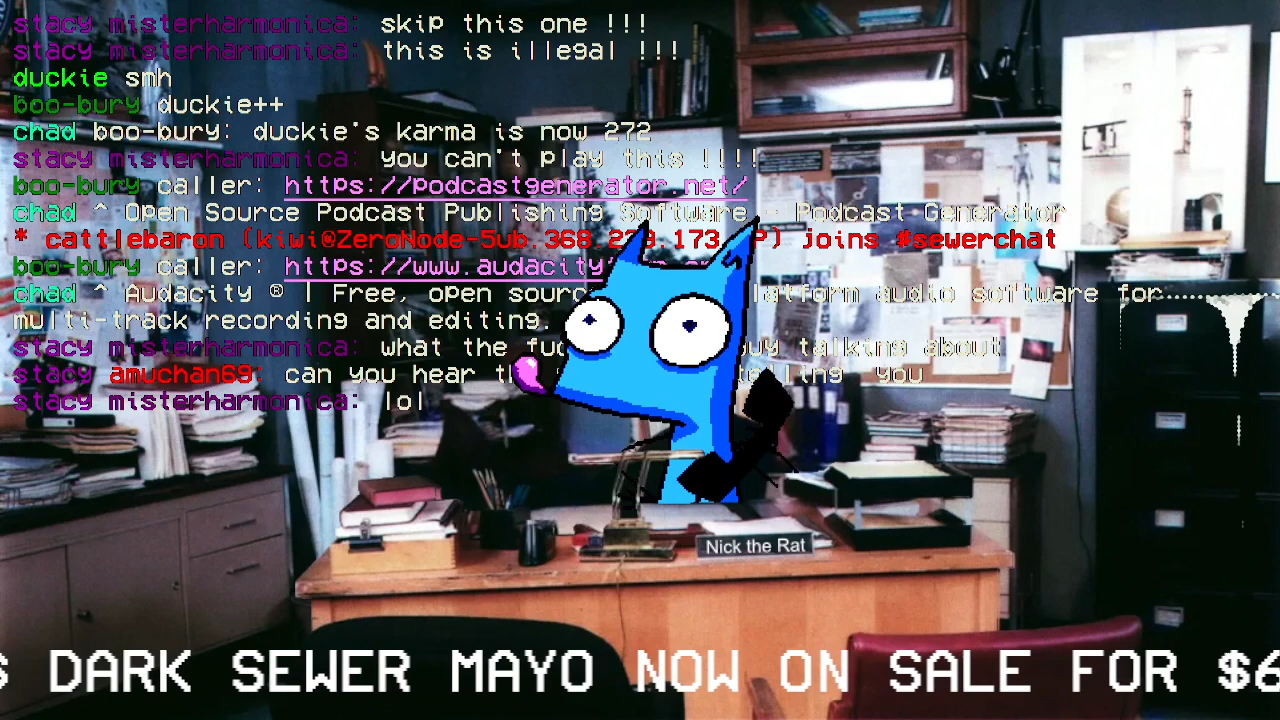 stacy misterharmonica: skip this one !!!
stacy misterharmonica: this is illegal !!!
duckie smh
boo-bury duckie++
chad boo-bury: duckie's karma is now 272
stacy misterharmonica: you can't play this !!!!
boo-bury caller: https://podcastgenerator.net/
chad ^ Open Source Podcast Publishing Software - Podcast Generator
* cattlebaron (kiwi@ZeroNode-5ub.368. .173. P) joins #sewerchat
boo-bury caller: https://www.audacity
chad ^ Audacity ® | Free, open sourc latform audio software for
multi-track recording and editing.
stacy misterharmonica: what the fu uy talking about
stacy amuchan69: can you hear you
stacy misterharmonica: lol
Nick the Rat
S DARK SEWER MAYO NOW ON SALE FOR $6